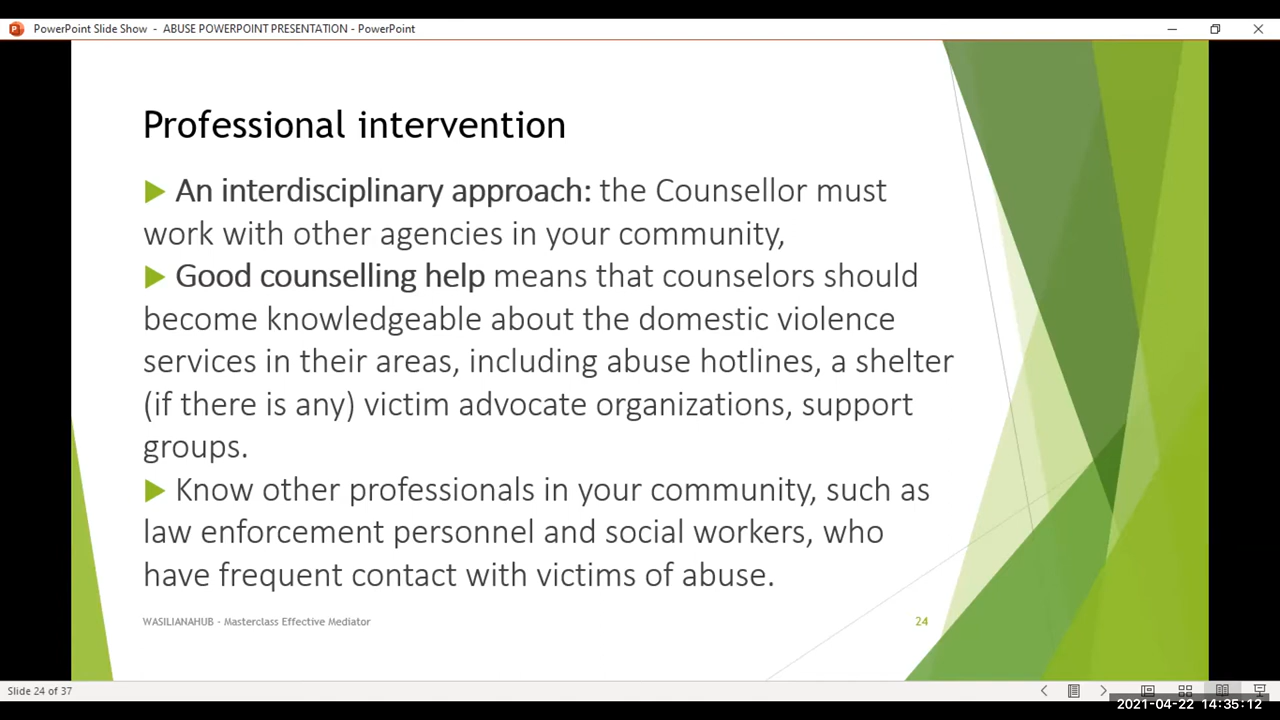 PowerPoint Slide Show - ABUSE POWERPOINT PRESENTATION - PowerPoint
Professional intervention
An interdisciplinary approach: the Counsellor must
work with other agencies in your community,
Good counselling help means that counselors should
become knowledgeable about the domestic violence
services in their areas, including abuse hotlines, a shelter
(if there is any) victim advocate organizations, support
groups.
Know other professionals in your community, such as
law enforcement personnel and social workers, who
have frequent contact with victims of abuse.
WASILIANAHUB - Masterclass Effective Mediator
24
Slide 24 of 37
2021-04-22 14:35:12